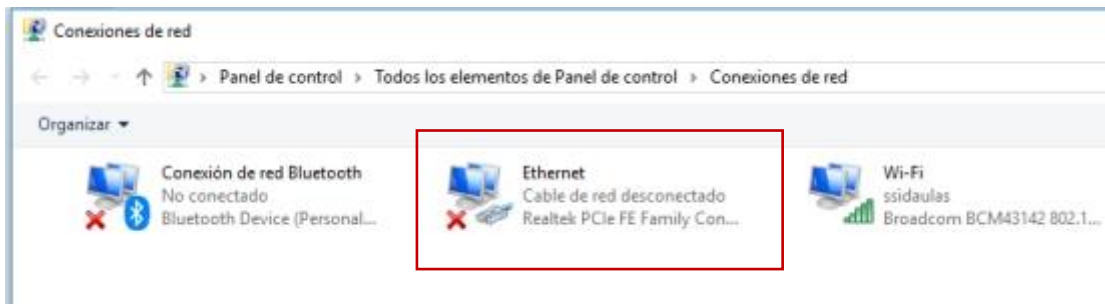 Conexiones de red
Panel de control > Todos los elementos de Panel de control > Conexiones de red
Organizar
Conexión de red Bluetooth
No conectado
Bluetooth Device (Personal...
Ethernet
Cable de red desconectado
Realtek PCIe FE Family Con...
Wi-Fi
ssidaulas
Broadcom BCM43142 802.1...